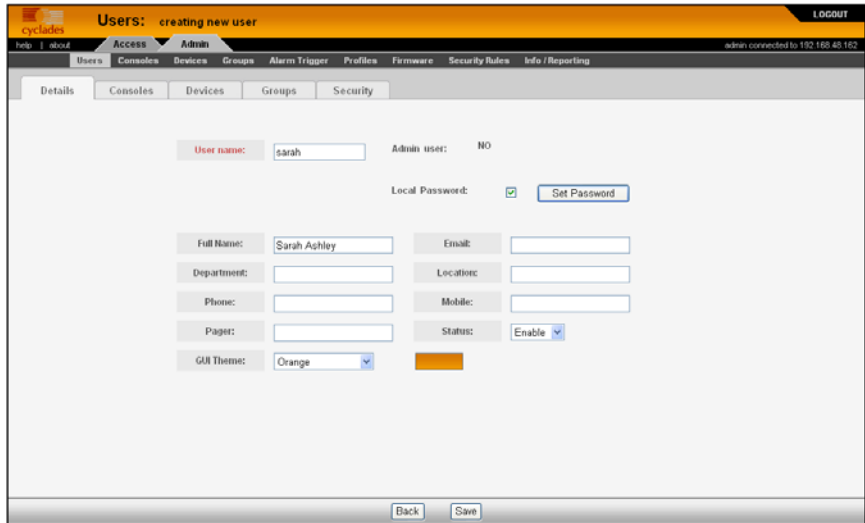 cyclades
Users: creating new user
LOGOUT
help | about
Access Admin
admin connected to 192.168.48.162
Users Consoles Devices Groups Alarm Trigger Profiles Firmware Security Rules Info / Reporting
Details Consoles Devices Groups Security
User name: sarah Admin user: NO
Local Password: Set Password
Full Name: Sarah Ashley Email:
Department: Location:
Phone: Mobile:
Pager: Status: Enable
GUI Theme: Orange
Back Save